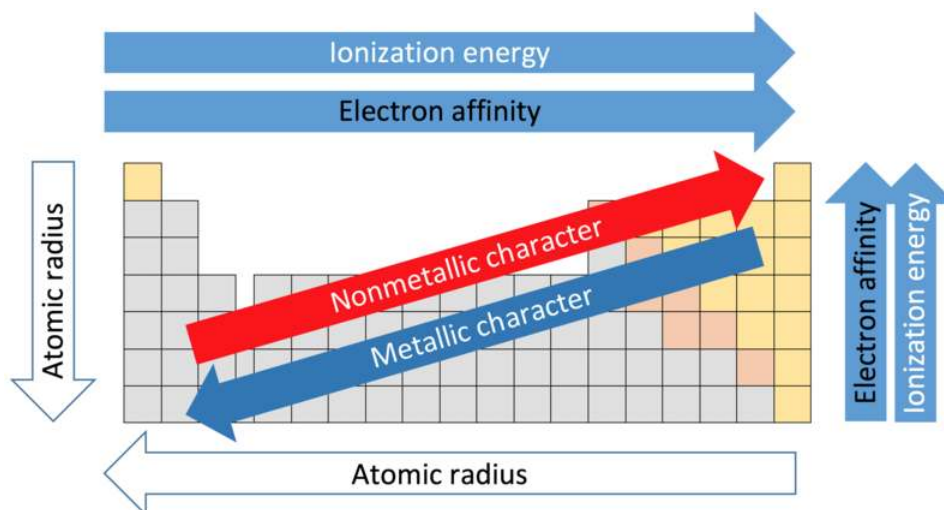 Ionization energy
Electron affinity
Atomic radius
Nonmetallic character
Metallic character
Electron affinity
Ionization energy
Atomic radius